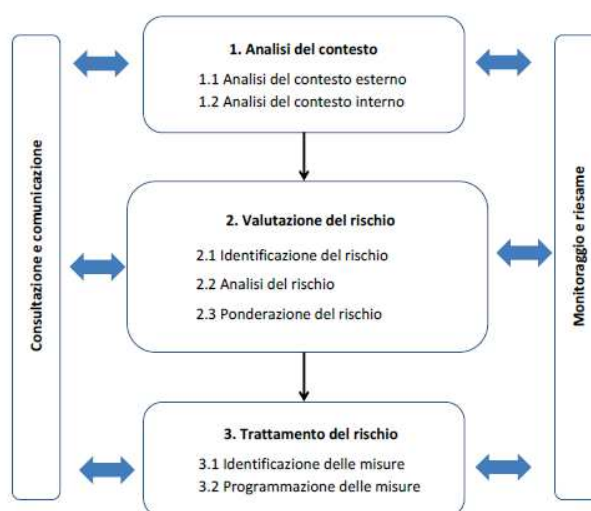 Consultazione e comunicazione
1. Analisi del contesto
1.1 Analisi del contesto esterno
1.2 Analisi del contesto interno
2. Valutazione del rischio
2.1 Identificazione del rischio
2.2 Analisi del rischio
2.3 Ponderazione del rischio
3. Trattamento del rischio
3.1 Identificazione delle misure
3.2 Programmazione delle misure
Monitoraggio e riesame